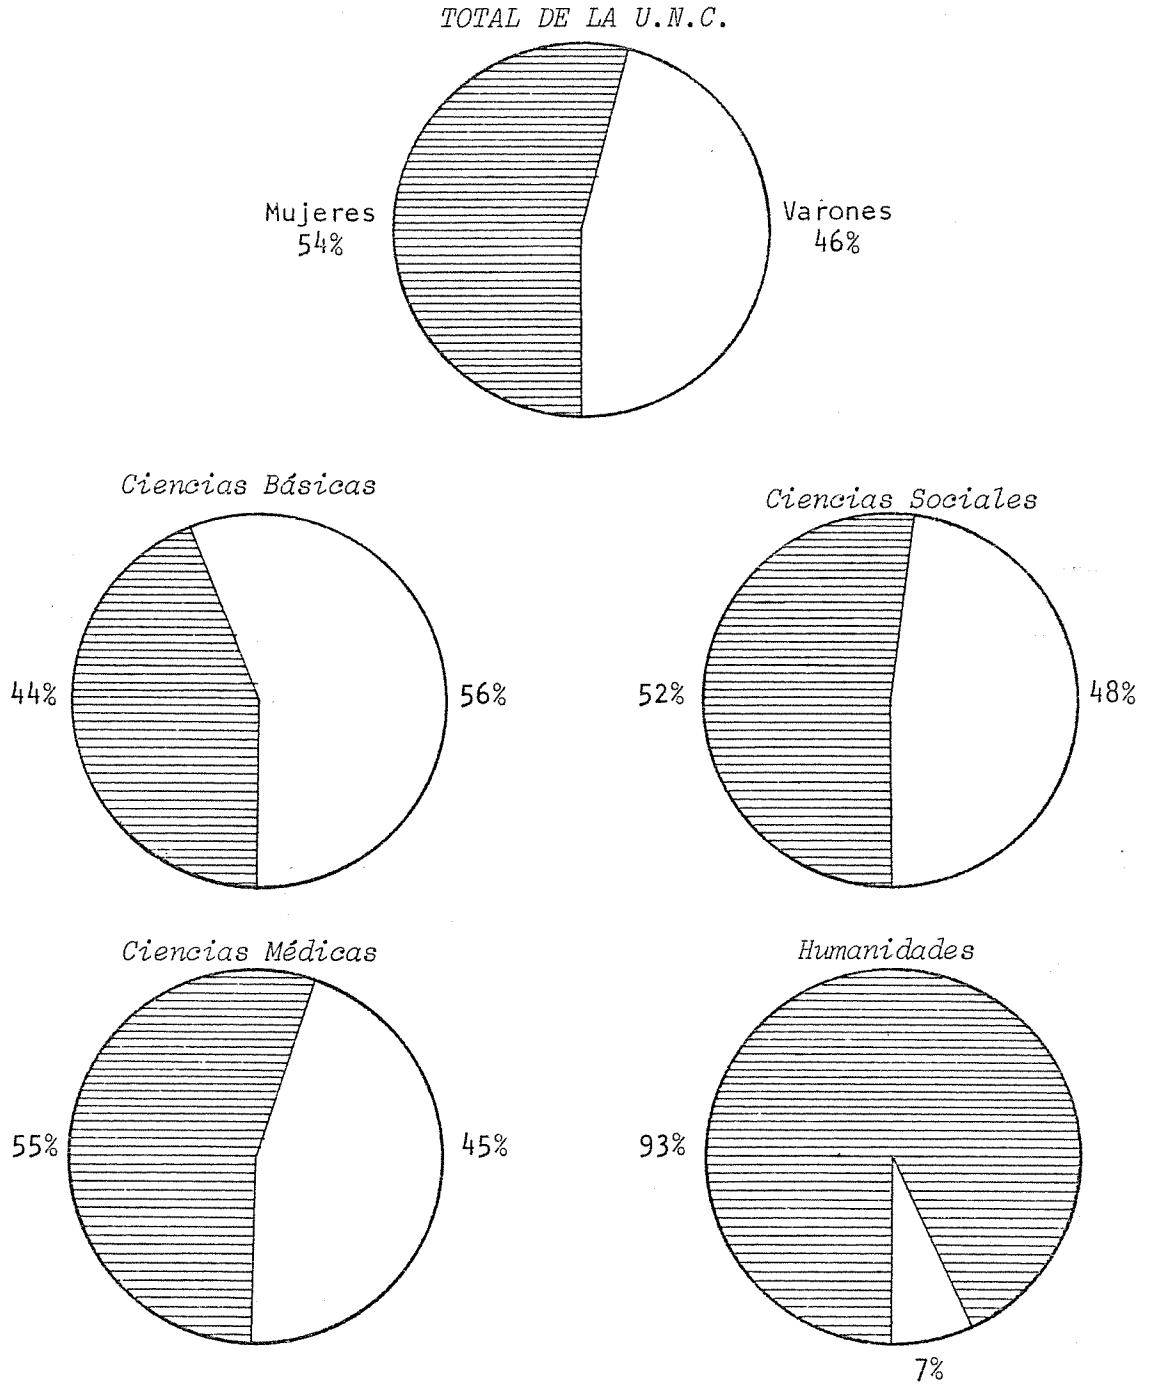 TOTAL DE LA U.N.C.
Mujeres
54%
Varones
46%
Ciencias Básicas
44%
56%
Ciencias Sociales
52%
48%
Ciencias Médicas
55%
45%
Humanidades
93%
7%